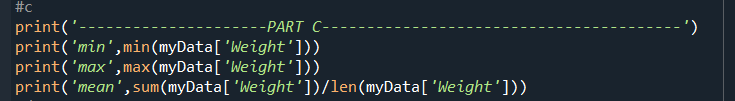 #c
print('---------------------PART C----------------------------------------')
print('min',min(myData['Weight']))
print('max',max(myData['Weight']))
print('mean',sum(myData['Weight'])/len(myData['Weight']))